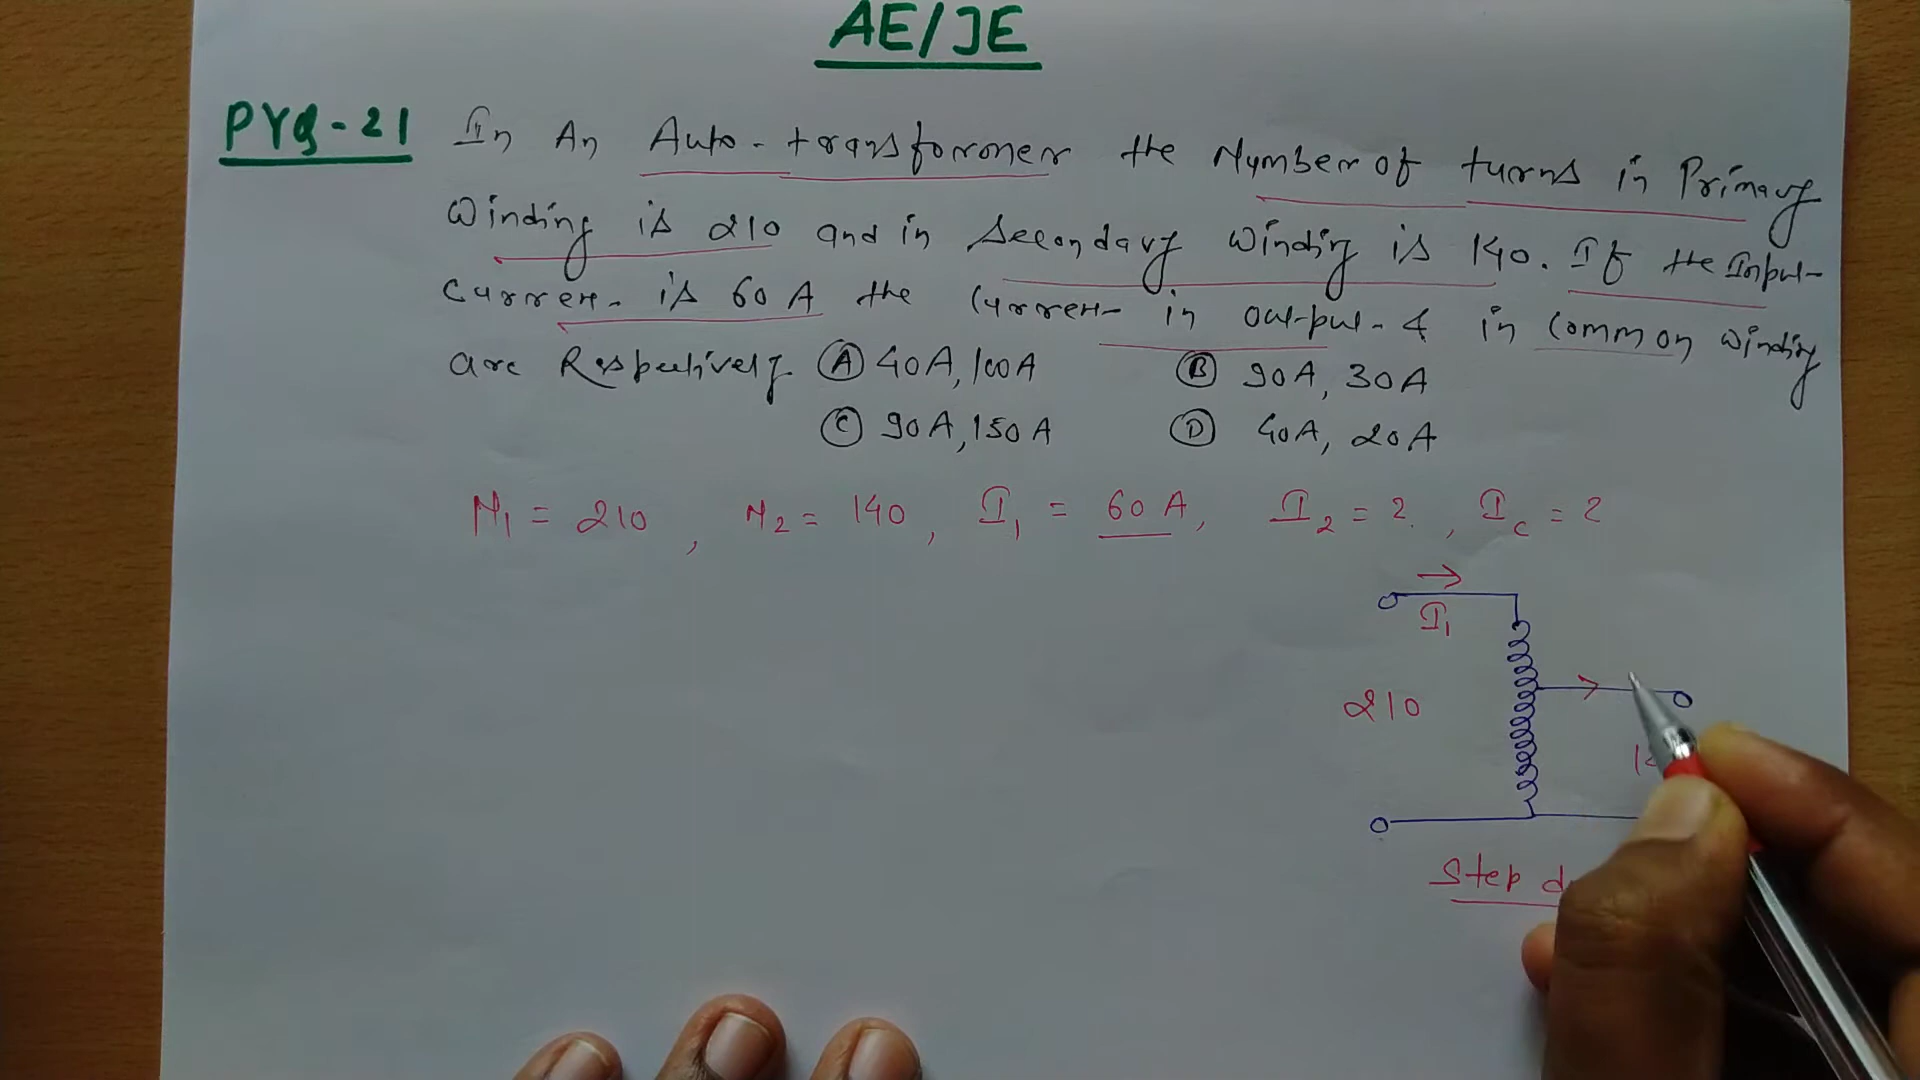 AE/JE
PYQ-21 In An Auto-transformer the Number of turns in Primary
Winding is 210 and in Secondary Winding is 140. If the Input
Current is 60 A the Current in output & in Common Winding
are Respectively. (A) 40A, 100A (B) 90A, 30A
(C) 90A, 150A (D) 40A, 20A
N1 = 210, N2 = 140, I1 = 60 A, I2 = ?, Ic = ?
I1
210
Step